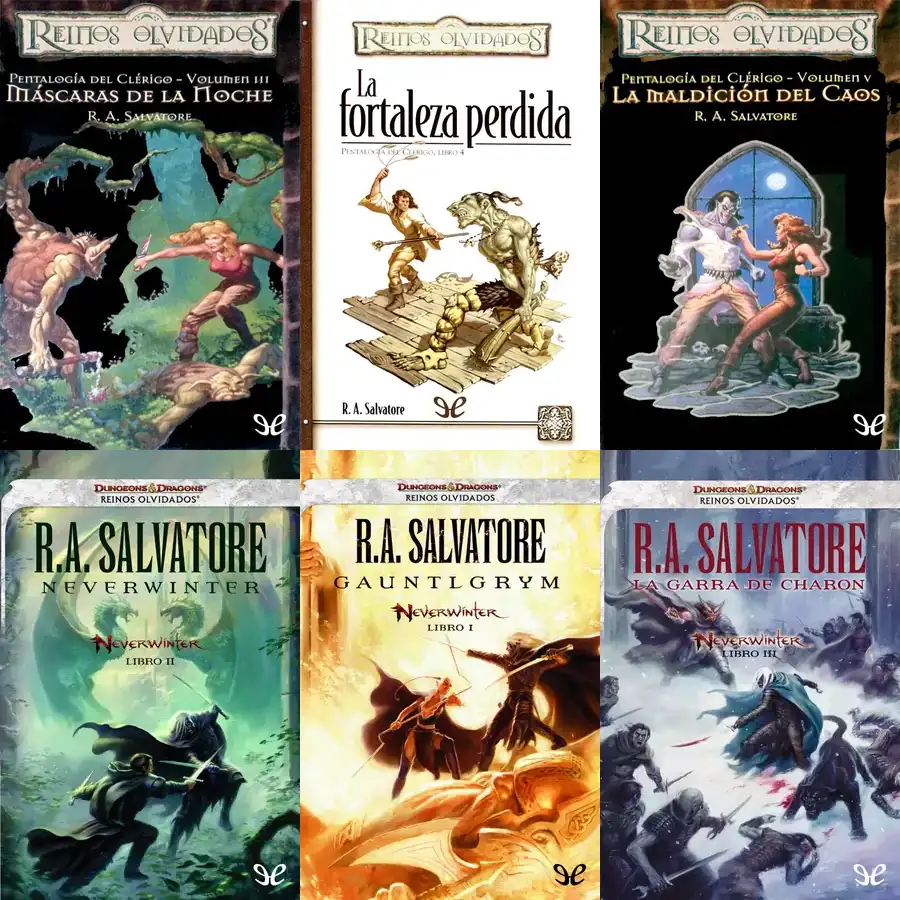 REINOS OLVIDADOS
PENTALOGÍA DEL CLÉRIGO - VOLUMEN III
MÁSCARAS DE LA NOCHE
R. A. SALVATORE
REINOS OLVIDADOS
La
fortaleza perdida
PENTALOGÍA DEL CLÉRIGO, LIBRO 4
R. A. Salvatore
REINOS OLVIDADOS
PENTALOGÍA DEL CLÉRIGO - VOLUMEN V
LA MALDICIÓN DEL CAOS
R. A. SALVATORE
DUNGEONS & DRAGONS®
REINOS OLVIDADOS®
R.A. SALVATORE
NEVERWINTER
NEVERWINTER
LIBRO II
DUNGEONS & DRAGONS®
REINOS OLVIDADOS
R.A. SALVATORE
GAUNTLGRYM
NEVERWINTER
LIBRO I
DUNGEONS & DRAGONS®
REINOS OLVIDADOS®
R.A. SALVATORE
LA GARRA DE CHARON
NEVERWINTER
LIBRO III